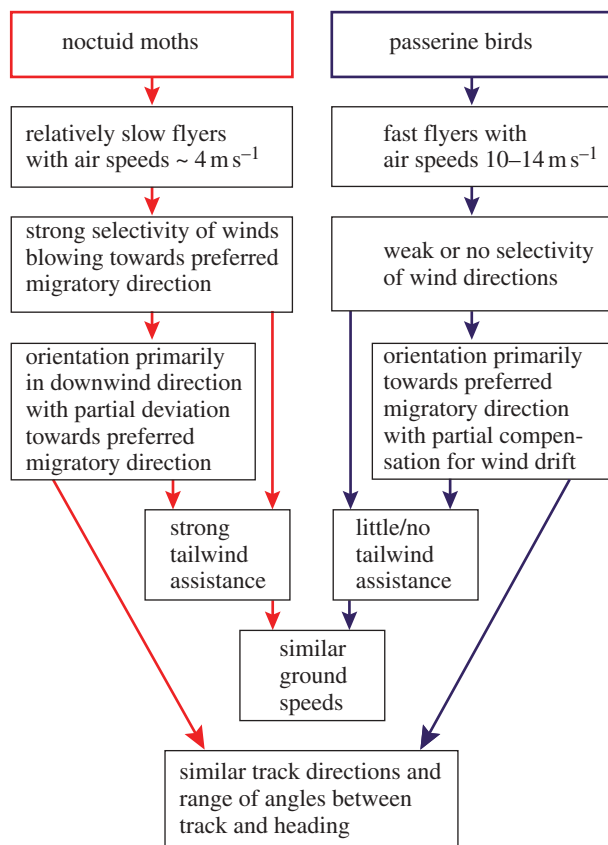 noctuid moths
passerine birds
relatively slow flyers
with air speeds ~ 4 m s⁻¹
fast flyers with
air speeds 10–14 m s⁻¹
strong selectivity of winds
blowing towards preferred
migratory direction
weak or no selectivity
of wind directions
orientation primarily
in downwind direction
with partial deviation
towards preferred
migratory direction
orientation primarily
towards preferred
migratory direction
with partial compen-
sation for wind drift
strong
tailwind
assistance
little/no
tailwind
assistance
similar
ground
speeds
similar track directions and
range of angles between
track and heading